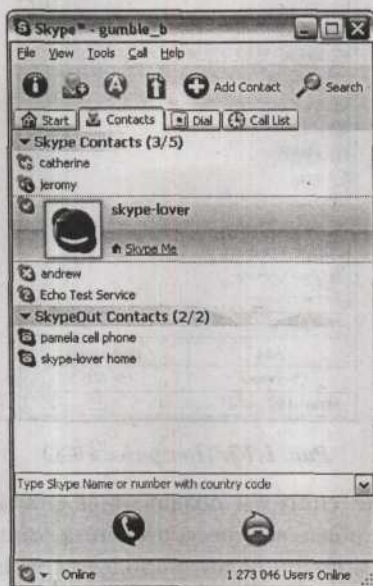 Skype™ - gumble_b
File View Tools Call Help
Add Contact Search
Start Contacts Dial Call List
Skype Contacts (3/5)
catherine
jeromy
skype-lover
Skype Me
andrew
Echo Test Service
SkypeOut Contacts (2/2)
pamela cell phone
skype-lover home
Type Skype Name or number with country code
Online 1 273 046 Users Online